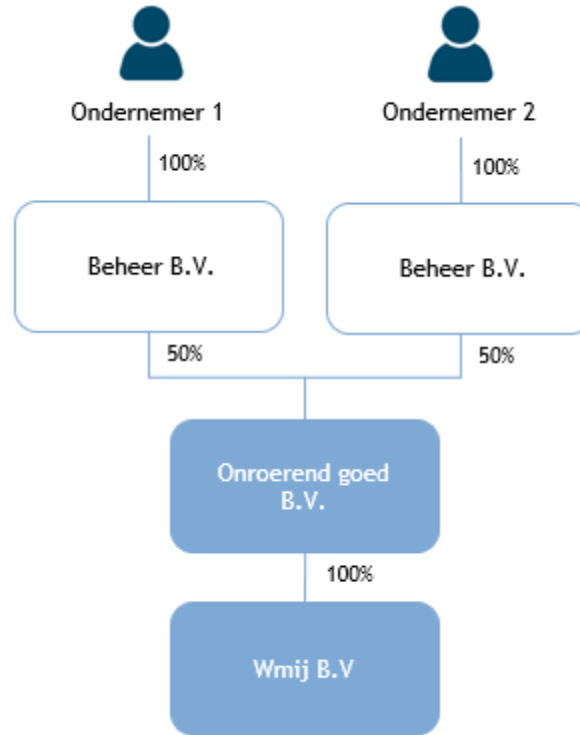 Ondernemer 1
Ondernemer 2
100%
100%
Beheer B.V.
Beheer B.V.
50%
50%
Onroerend goed
B.V.
100%
Wmij B.V